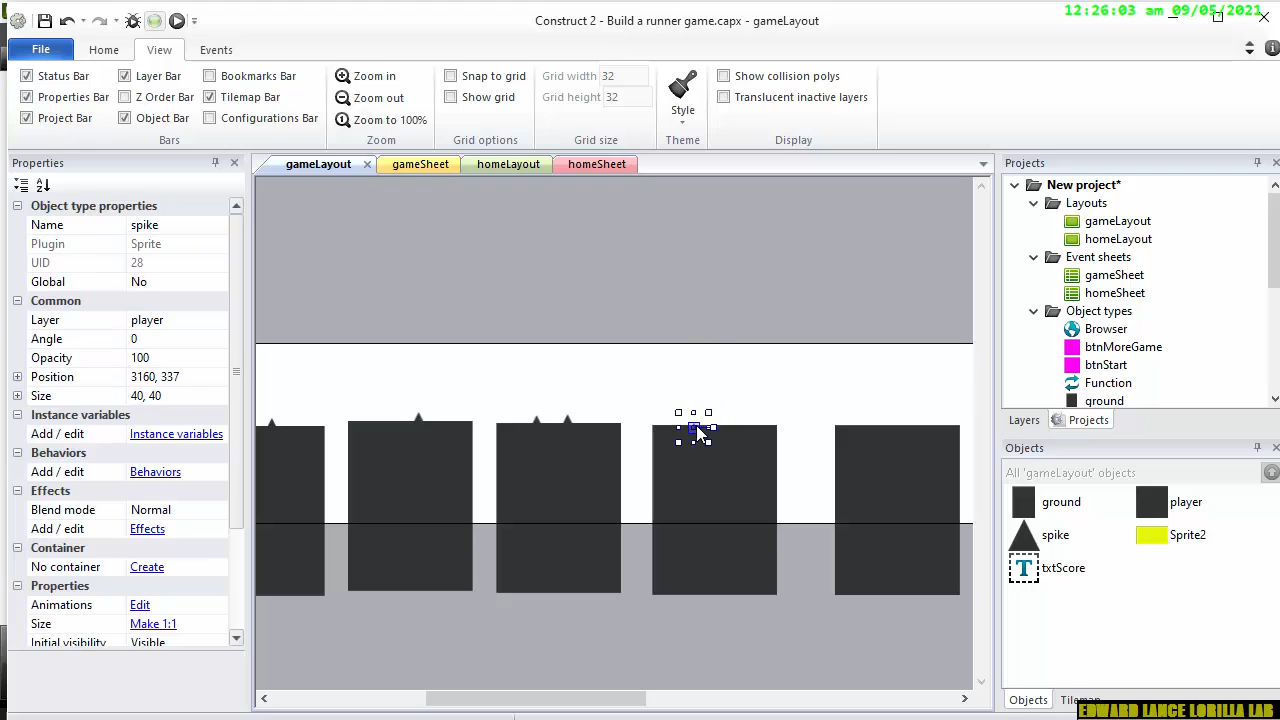 Construct 2 - Build a runner game.capx - gameLayout
12:26:03 am 09/05/2021
File
Home
View
Events
Status Bar
Layer Bar
Bookmarks Bar
Zoom in
Snap to grid
Grid width 32
Show collision polys
Properties Bar
Z Order Bar
Tilemap Bar
Zoom out
Show grid
Grid height 32
Style
Translucent inactive layers
Project Bar
Object Bar
Configurations Bar
Zoom to 100%
Bars
Zoom
Grid options
Grid size
Theme
Display
Properties
gameLayout
gameSheet
homeLayout
homeSheet
Projects
Object type properties
Name spike
Plugin Sprite
UID 28
Global No
Common
Layer player
Angle 0
Opacity 100
Position 3160, 337
Size 40, 40
Instance variables
Add / edit Instance variables
Behaviors
Add / edit Behaviors
Effects
Blend mode Normal
Add / edit Effects
Container
No container Create
Properties
Animations Edit
Size Make 1:1
Initial visibility Visible
New project*
Layouts
gameLayout
homeLayout
Event sheets
gameSheet
homeSheet
Object types
Browser
btnMoreGame
btnStart
Function
ground
Layers
Projects
Objects
All 'gameLayout' objects
ground
player
spike
Sprite2
T txtScore
Objects
Tilemap
EDWARD LANCE LORILLA LAB